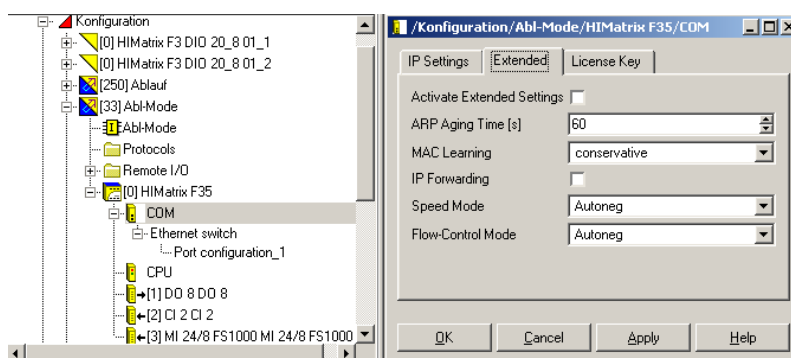 Konfiguration
[0] HIMatrix F3 DIO 20_8 01_1
[0] HIMatrix F3 DIO 20_8 01_2
[250] Ablauf
[33] Abl-Mode
Abl-Mode
Protocols
Remote I/O
[0] HIMatrix F35
COM
Ethernet switch
Port configuration_1
CPU
[1] DO 8 DO 8
[2] CI 2 CI 2
[3] MI 24/8 FS1000 MI 24/8 FS1000
/Konfiguration/Abl-Mode/HIMatrix F35/COM
IP Settings Extended License Key
Activate Extended Settings
ARP Aging Time [s] 60
MAC Learning conservative
IP Forwarding
Speed Mode Autoneg
Flow-Control Mode Autoneg
OK Cancel Apply Help